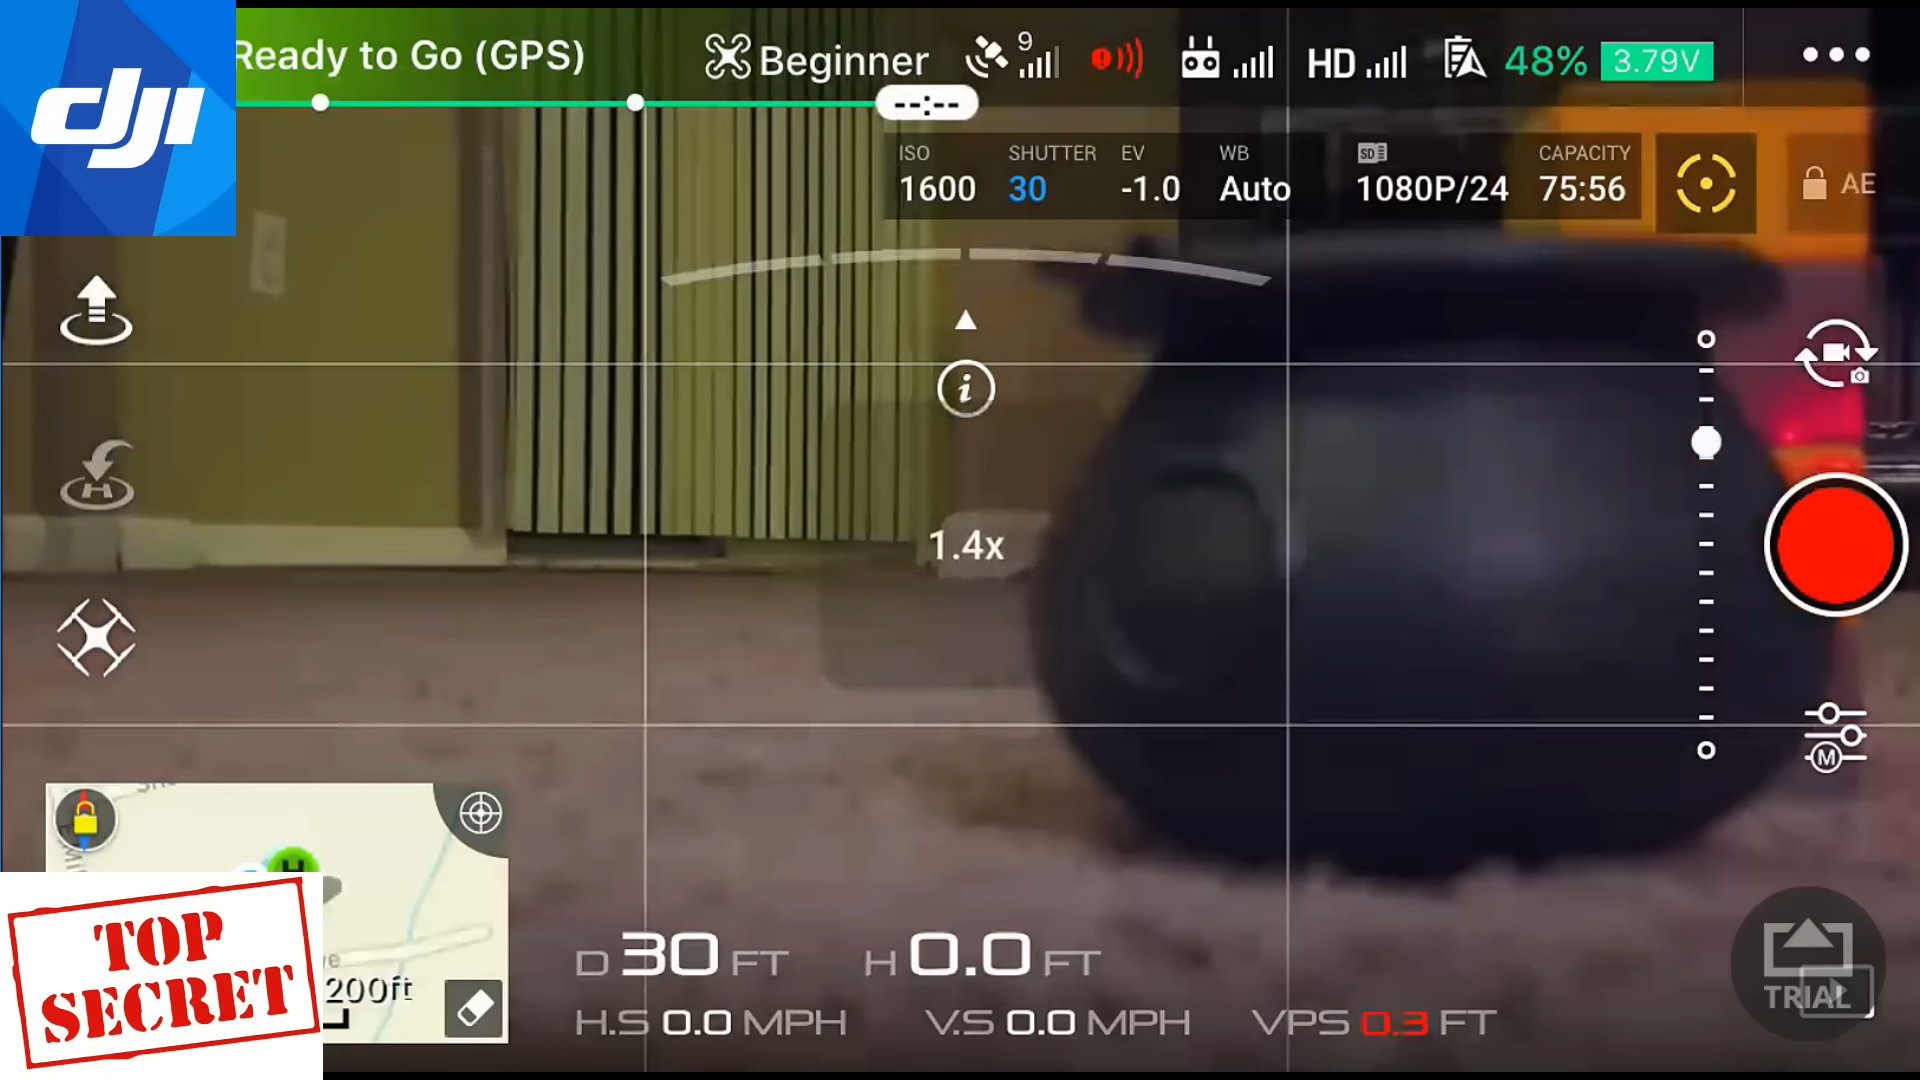 dji
Ready to Go (GPS)
Beginner
9
HD
48%
3.79V
--:--
ISO
1600
SHUTTER
30
EV
-1.0
WB
Auto
SD
1080P/24
CAPACITY
75:56
AE
i
1.4x
M
H
TOP
SECRET
200ft
D 30 FT
H 0.0 FT
H.S 0.0 MPH
V.S 0.0 MPH
VPS 0.3 FT
TRIAL